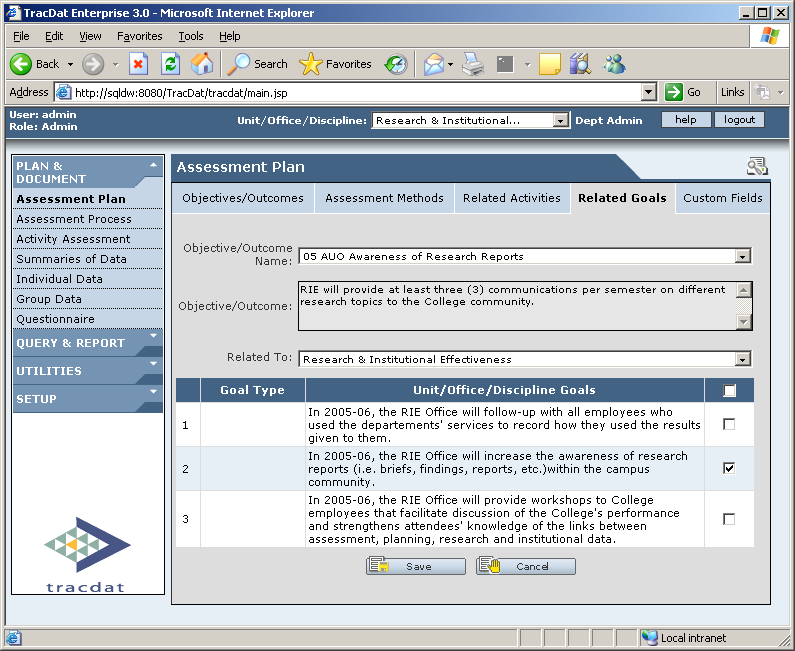 TracDat Enterprise 3.0 - Microsoft Internet Explorer
File Edit View Favorites Tools Help
Back Search Favorites
Address http://sqldw:8080/TracDat/tracdat/main.jsp Go Links
User: admin
Role: Admin
Unit/Office/Discipline: Research & Institutional... Dept Admin help logout
PLAN &
DOCUMENT
Assessment Plan
Assessment Process
Activity Assessment
Summaries of Data
Individual Data
Group Data
Questionnaire
QUERY & REPORT
UTILITIES
SETUP
tracdat
Assessment Plan
Objectives/Outcomes Assessment Methods Related Activities Related Goals Custom Fields
Objective/Outcome
Name: 05 AUO Awareness of Research Reports
Objective/Outcome: RIE will provide at least three (3) communications per semester on different
research topics to the College community.
Related To: Research & Institutional Effectiveness
Goal Type Unit/Office/Discipline Goals
1 In 2005-06, the RIE Office will follow-up with all employees who
used the departements' services to record how they used the results
given to them.
2 In 2005-06, the RIE Office will increase the awareness of research
reports (i.e. briefs, findings, reports, etc.)within the campus
community.
3 In 2005-06, the RIE Office will provide workshops to College
employees that facilitate discussion of the College's performance
and strengthens attendees' knowledge of the links between
assessment, planning, research and institutional data.
Save Cancel
Local intranet